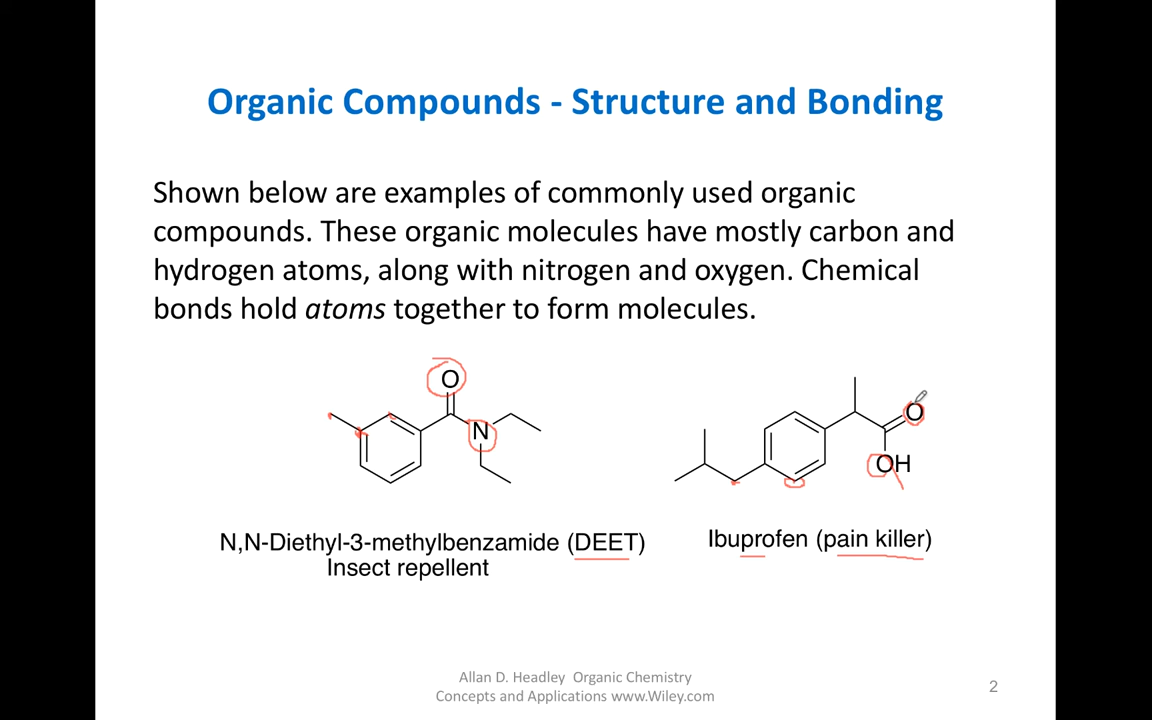 Organic Compounds - Structure and Bonding
Shown below are examples of commonly used organic
compounds. These organic molecules have mostly carbon and
hydrogen atoms, along with nitrogen and oxygen. Chemical
bonds hold atoms together to form molecules.
O
N
O
OH
N,N-Diethyl-3-methylbenzamide (DEET)
Insect repellent
Ibuprofen (pain killer)
Allan D. Headley Organic Chemistry
Concepts and Applications www.Wiley.com
2